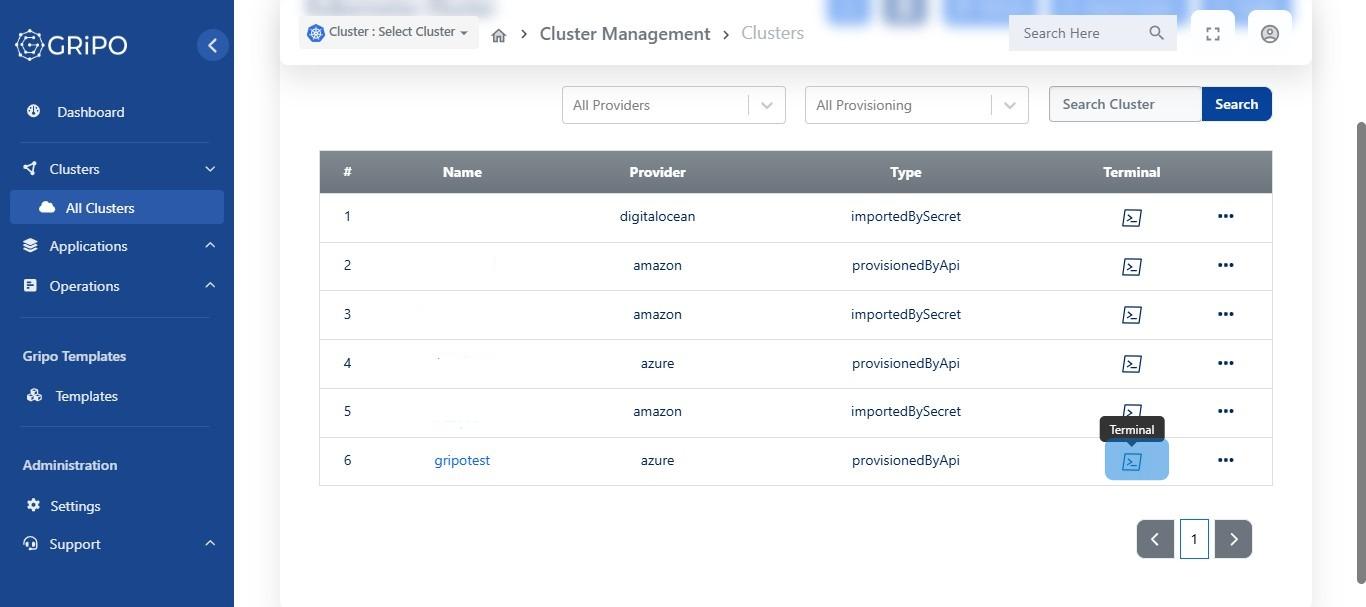 GRiPO
Cluster : Select Cluster
Cluster Management
Clusters
Search Here
Dashboard
Clusters
All Clusters
Applications
Operations
Gripo Templates
Templates
Administration
Settings
Support
All Providers
All Provisioning
Search Cluster
Search
# Name Provider Type Terminal
1 digitalocean importedBySecret
2 amazon provisionedByApi
3 amazon importedBySecret
4 azure provisionedByApi
5 amazon importedBySecret
Terminal
6 gripotest azure provisionedByApi
1